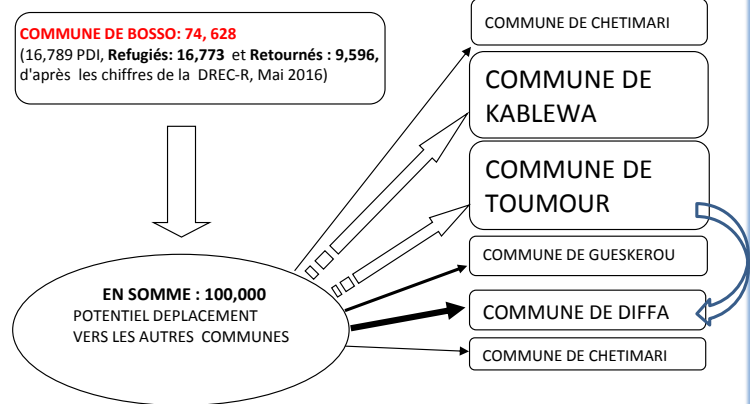 COMMUNE DE BOSSO: 74, 628
(16,789 PDI, Refugiés: 16,773 et Retournés : 9,596,
d'après les chiffres de la DREC-R, Mai 2016)
EN SOMME : 100,000
POTENTIEL DEPLACEMENT
VERS LES AUTRES COMMUNES
COMMUNE DE CHETIMARI
COMMUNE DE
KABLEWA
COMMUNE DE
TOUMOUR
COMMUNE DE GUESKEROU
COMMUNE DE DIFFA
COMMUNE DE CHETIMARI